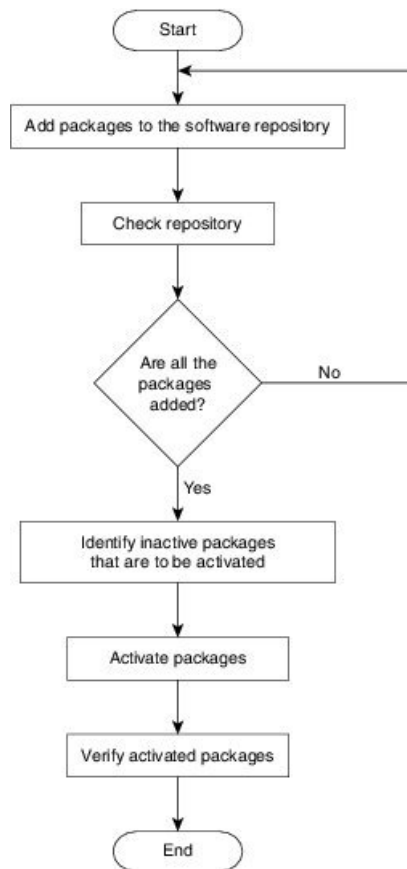 Start
Add packages to the software repository
Check repository
Are all the
packages
added?
No
Yes
Identify inactive packages
that are to be activated
Activate packages
Verify activated packages
End